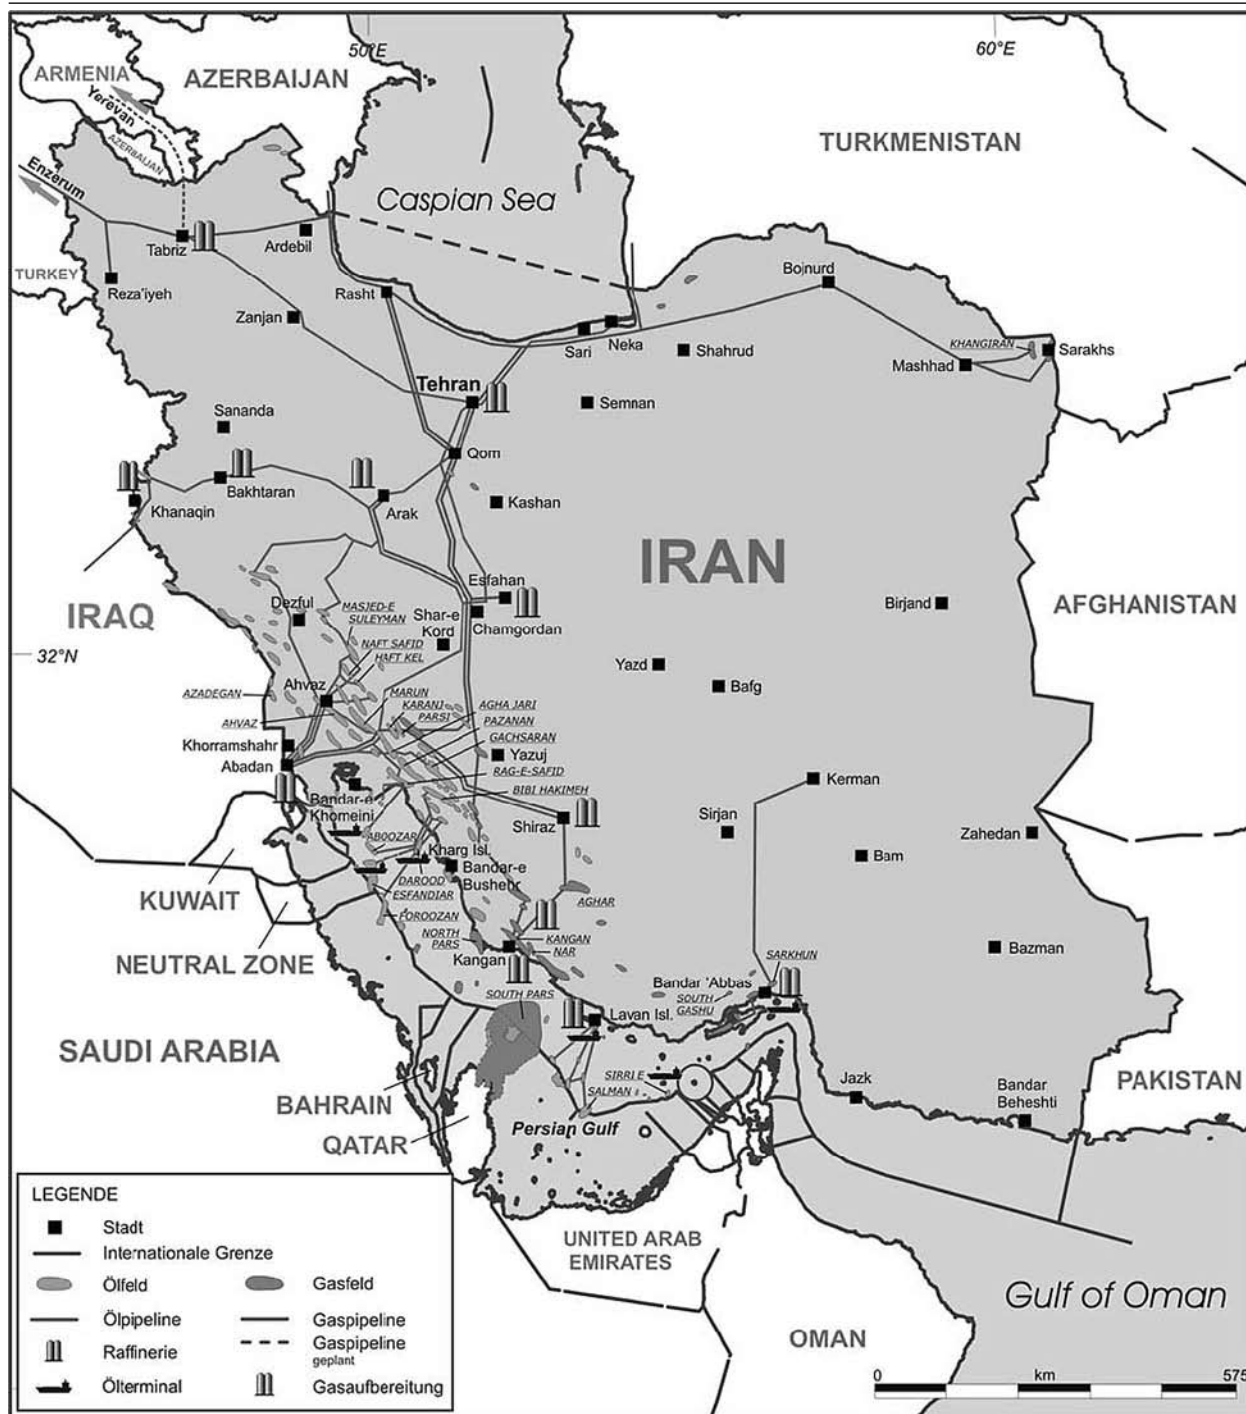 50°E
60°E
ARMENIA
AZERBAIJAN
Yerevan
AZERBAIJAN
TURKMENISTAN
Enzerum
Caspian Sea
Tabriz
Ardebil
TURKEY
Reza'iyeh
Rasht
Bojnurd
Zanjan
Sari
Neka
Shahrud
KHANGIRAN
Sarakhs
Mashhad
Tehran
Semnan
Sananda
Qom
Bakhtaran
Khanaqin
Arak
Kashan
IRAN
Esfahan
IRAQ
Dezful
MASJED-E
SULEYMAN
Shar-e
Kord
Chamgordan
Birjand
AFGHANISTAN
NAFT SAFID
HAFT KEL
32°N
Yazd
Bafg
Ahvaz
AZADEGAN
MARUN
KARANJ
PARSI
AGHA JARI
PAZANAN
GACHSARAN
AHVAZ
Khorramshahr
Abadan
Yazuj
RAG-E-SAFID
BIBI HAKIMEH
Kerman
Bandar-e
Khomeini
Shiraz
Sirjan
Zahedan
ABOOZAR
Kharg Isl.
Bandar-e
Bushehr
Bam
DAROOD
ESFANDIAR
FOROOZAN
AGHAR
KUWAIT
NEUTRAL ZONE
NORTH
PARS
KANGAN
NAR
Kangan
Bazman
SARKHUN
Bandar 'Abbas
SOUTH
GASHU
SOUTH PARS
Lavan Isl.
SAUDI ARABIA
BAHRAIN
QATAR
SIRRI E
SALMAN
Jazk
Bandar
Beheshti
PAKISTAN
Persian Gulf
UNITED ARAB
EMIRATES
Gulf of Oman
OMAN
LEGENDE
Stadt
Internationale Grenze
Ölfeld
Gasfeld
Ölpipeline
Gaspipeline
Raffinerie
Gaspipeline
geplant
Ölterminal
Gasaufbereitung
0
km
575